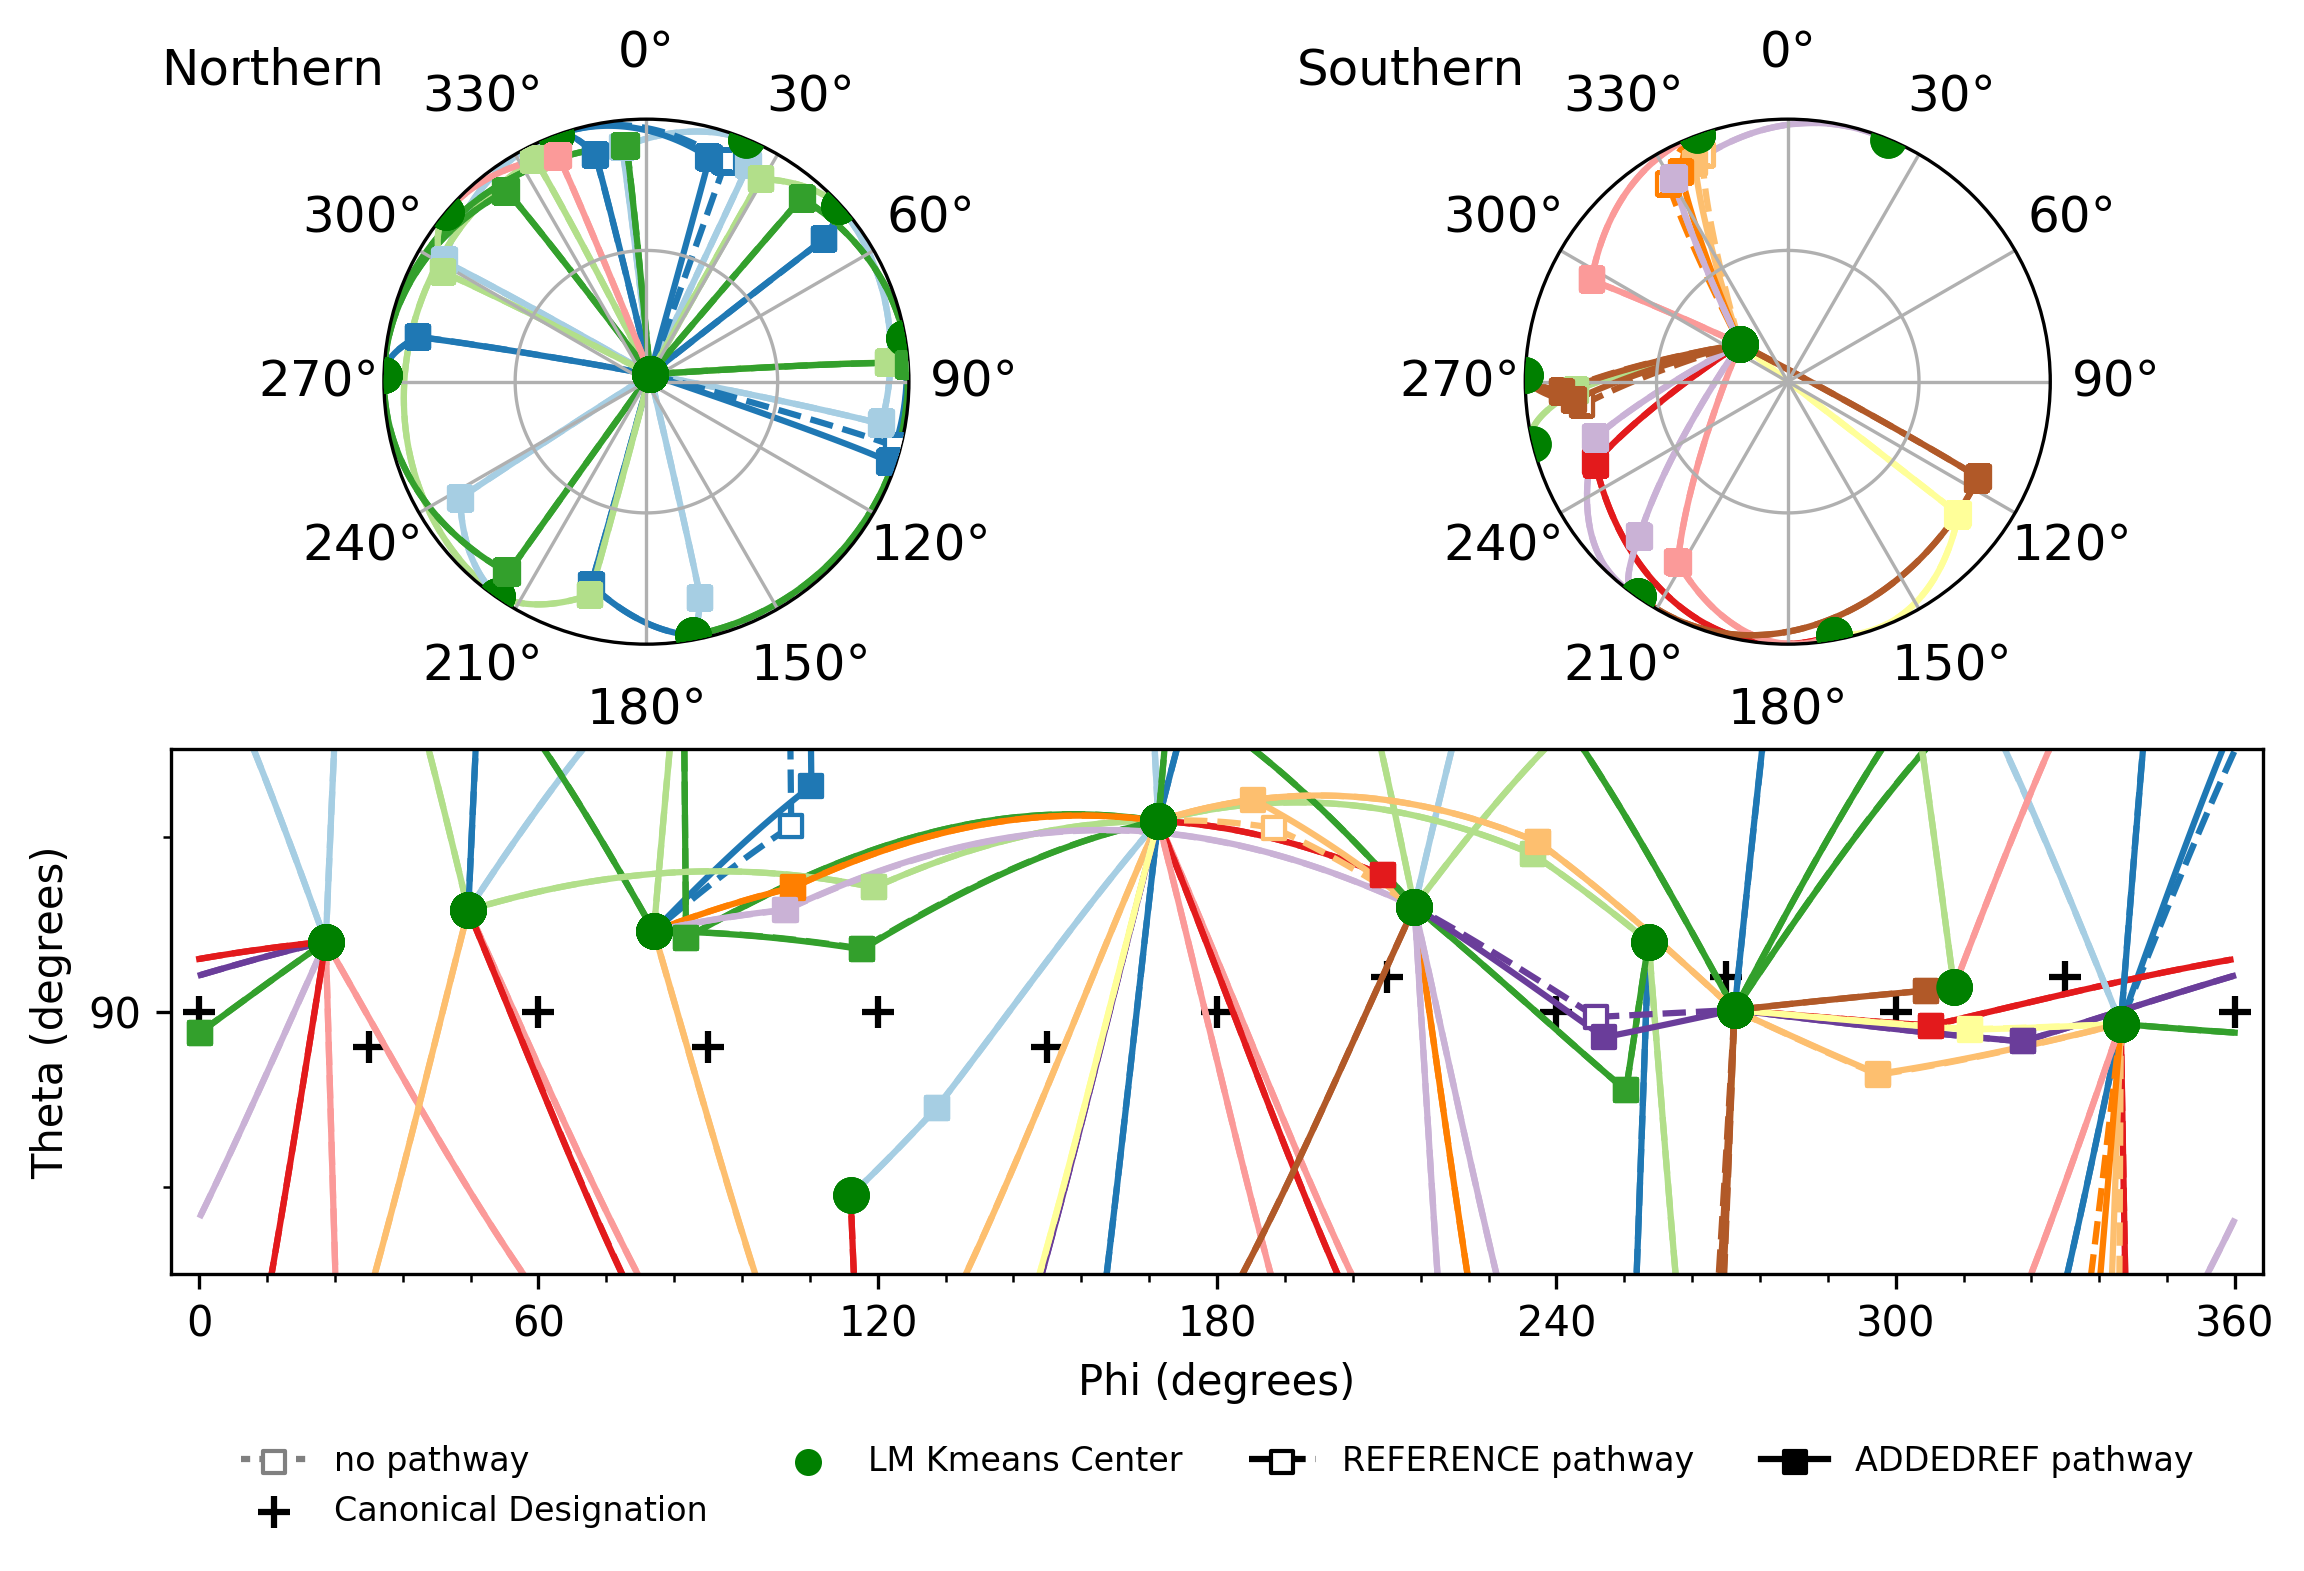 Northern
0°
30°
60°
90°
120°
150°
180°
210°
240°
270°
300°
330°
Southern
0°
30°
60°
90°
120°
150°
180°
210°
240°
270°
300°
330°
Theta (degrees)
90
0 60 120 180 240 300 360
Phi (degrees)
no pathway
Canonical Designation
LM Kmeans Center
REFERENCE pathway
ADDEDREF pathway